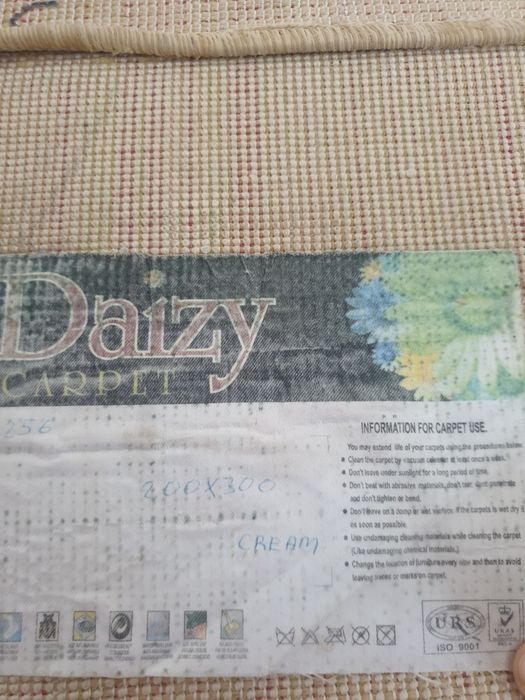 Daizy
CARPET
256
200X300
CREAM
INFORMATION FOR CARPET USE.
You may extend life of your carpets using the procedures below
• Clean the carpet by vacuum cleaner at least once a week.
• Don't leave under sunlight for a long period of time.
• Don't beat with abrasive materials, don't
and don't tighten or bend.
• Don't leave on a damp or wet surface. If the carpets is wet dry it
as soon as possible.
• Use undamaging cleaning materials while cleaning the carpet
(Like undamaging chemical materials.)
• Change the location of furniture every now and then to avoid
leaving traces or marks on carpet.
URS
ISO 9001
UKAS